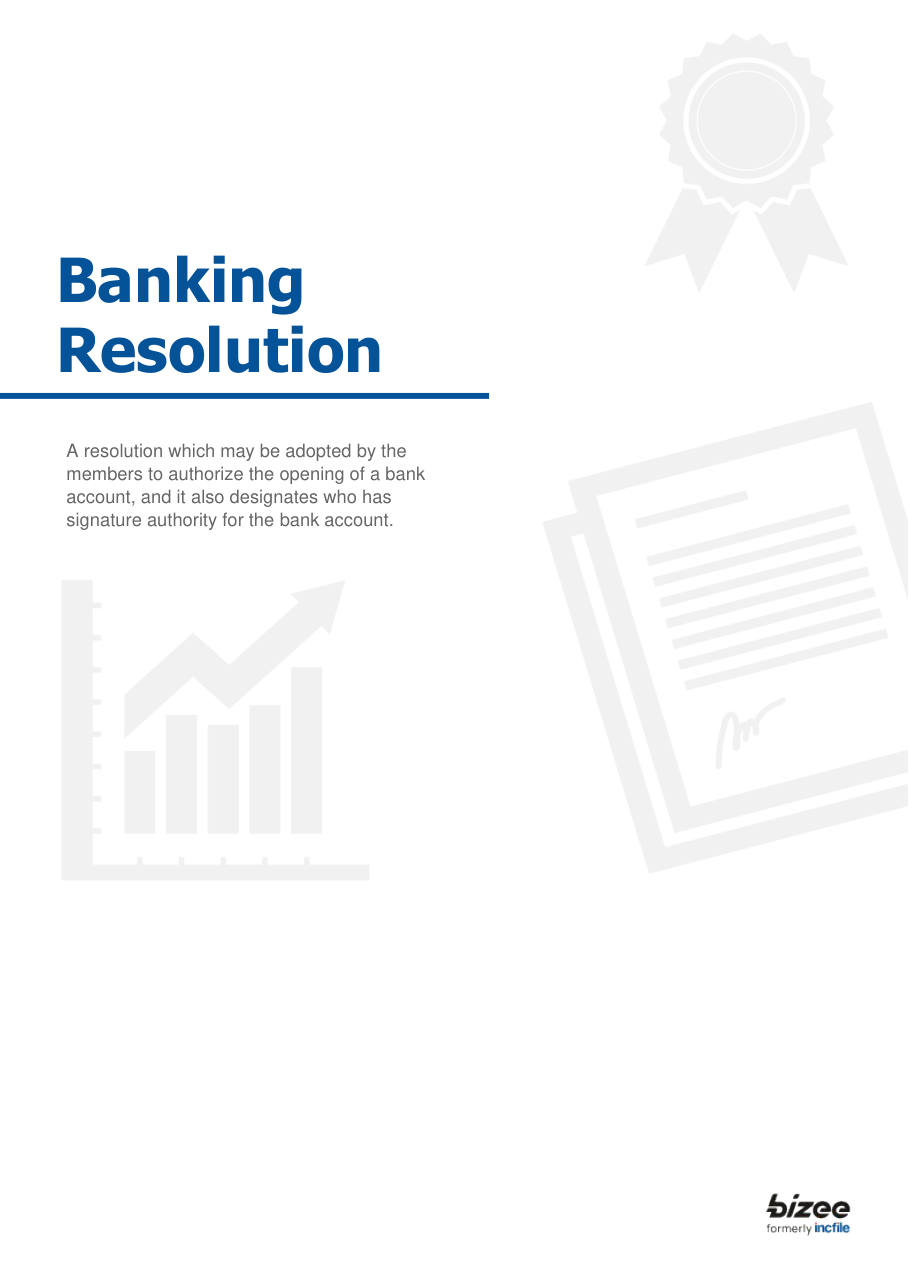 Banking
Resolution
A resolution which may be adopted by the
members to authorize the opening of a bank
account, and it also designates who has
signature authority for the bank account.
bizee
formerly incfile